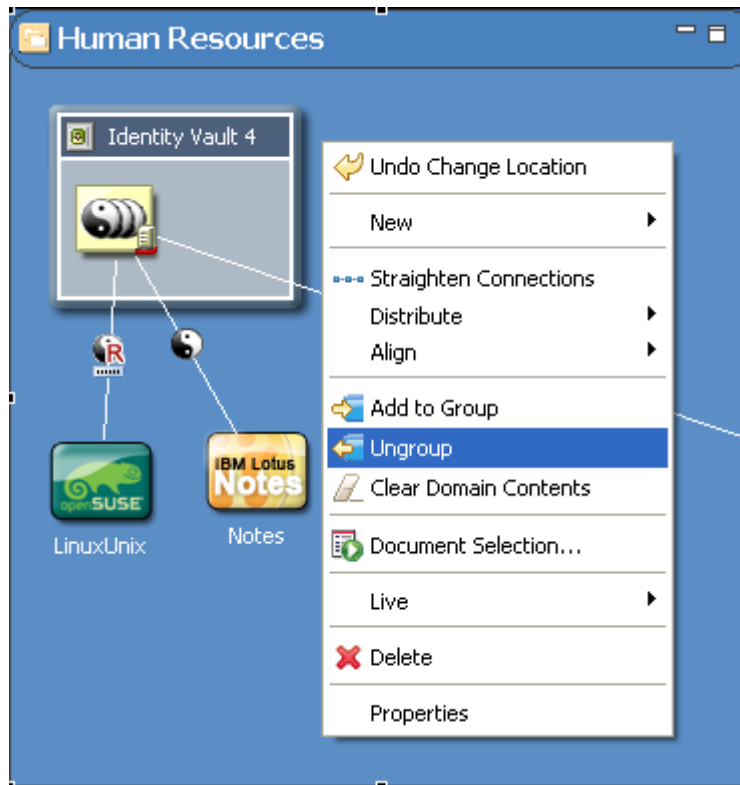 Human Resources
Identity Vault 4
Undo Change Location
New
Straighten Connections
Distribute
Align
Add to Group
Ungroup
Clear Domain Contents
Document Selection...
Live
Delete
Properties
R
openSUSE
LinuxUnix
IBM Lotus
Notes
Notes